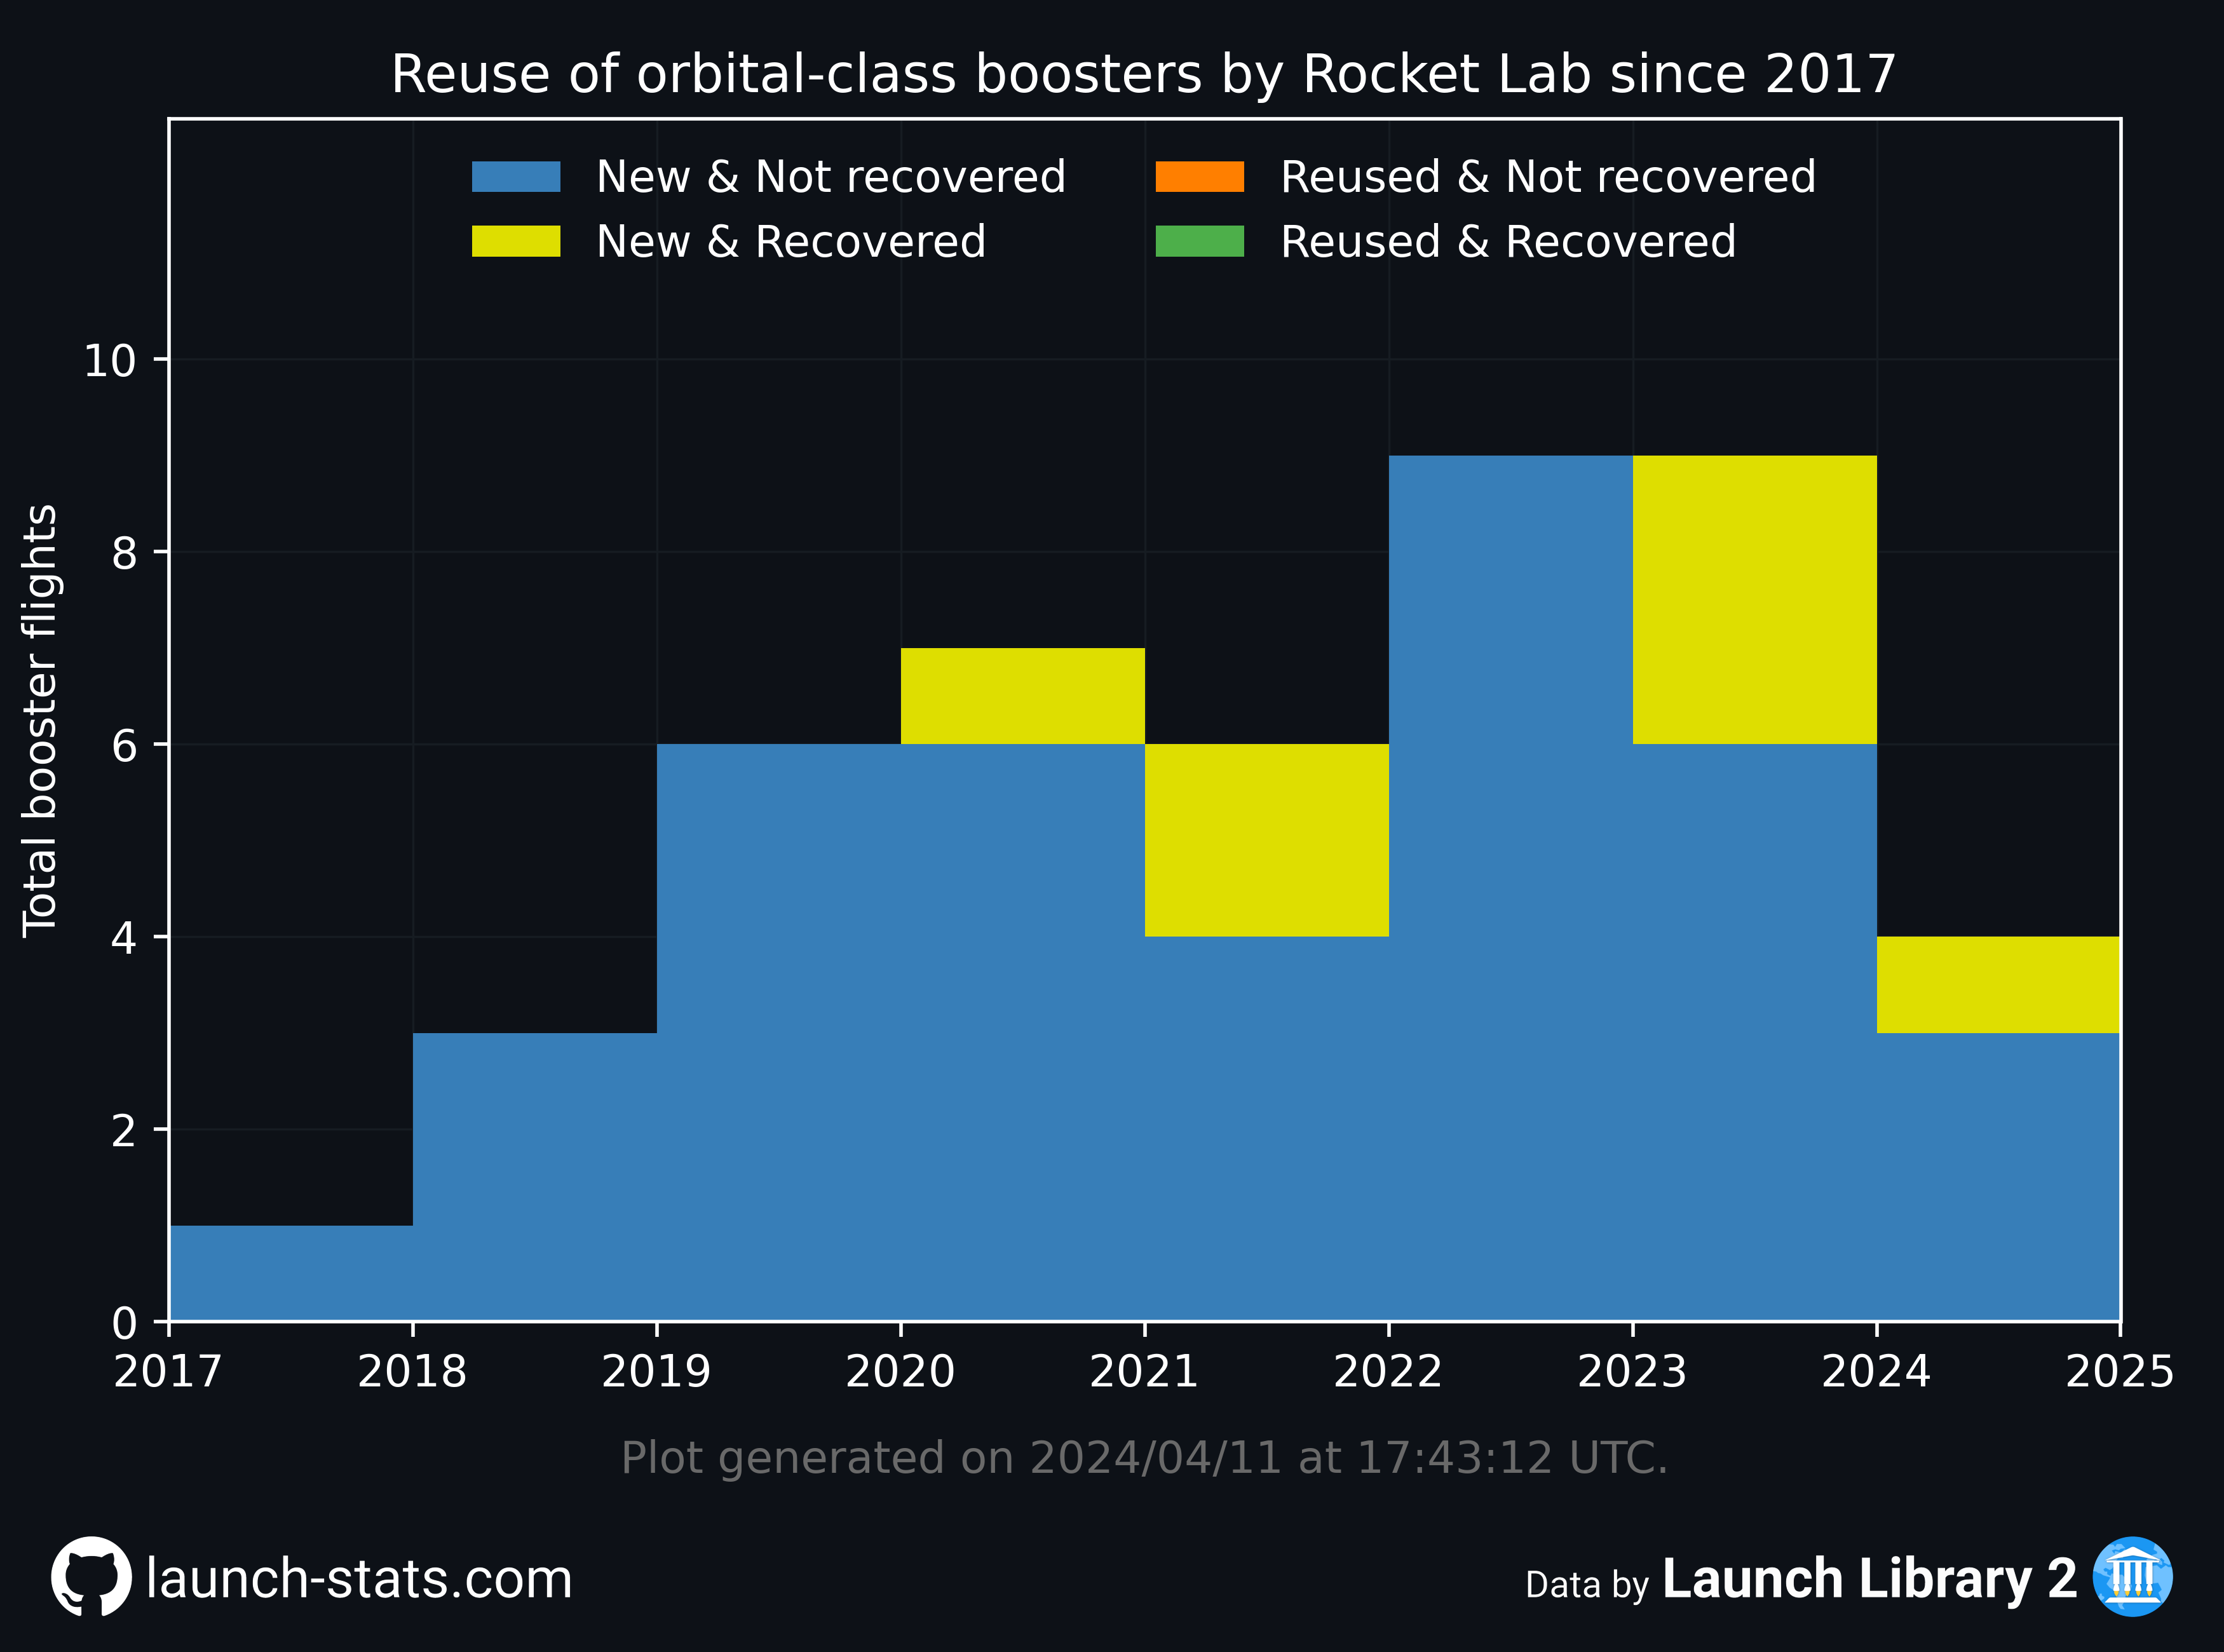 Reuse of orbital-class boosters by Rocket Lab since 2017
New & Not recovered
New & Recovered
Reused & Not recovered
Reused & Recovered
Total booster flights
10
8
6
4
2
0
2017 2018 2019 2020 2021 2022 2023 2024 2025
Plot generated on 2024/04/11 at 17:43:12 UTC.
launch-stats.com
Data by Launch Library 2